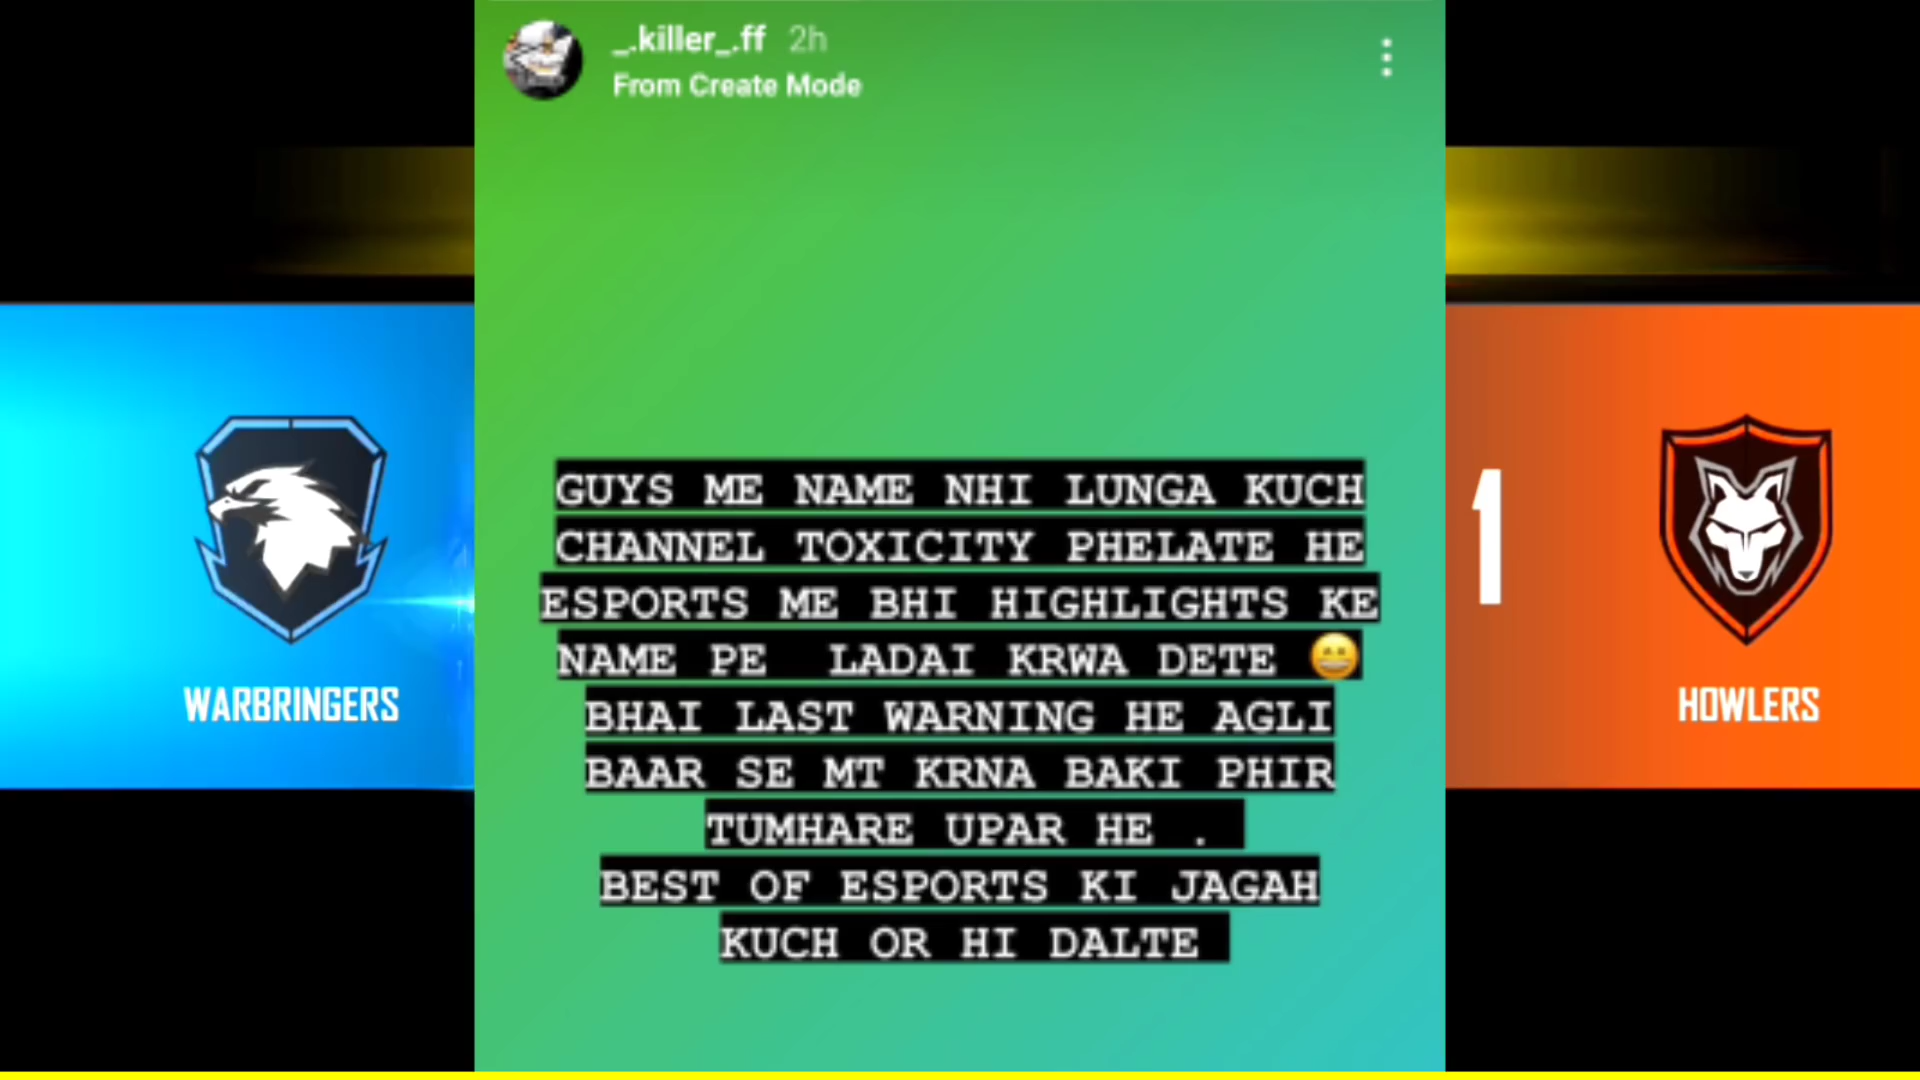 _.killer_.ff 2h
From Create Mode
GUYS ME NAME NHI LUNGA KUCH
CHANNEL TOXICITY PHELATE HE
ESPORTS ME BHI HIGHLIGHTS KE
NAME PE LADAI KRWA DETE 😄
BHAI LAST WARNING HE AGLI
BAAR SE MT KRNA BAKI PHIR
TUMHARE UPAR HE .
BEST OF ESPORTS KI JAGAH
KUCH OR HI DALTE
WARBRINGERS
1
HOWLERS